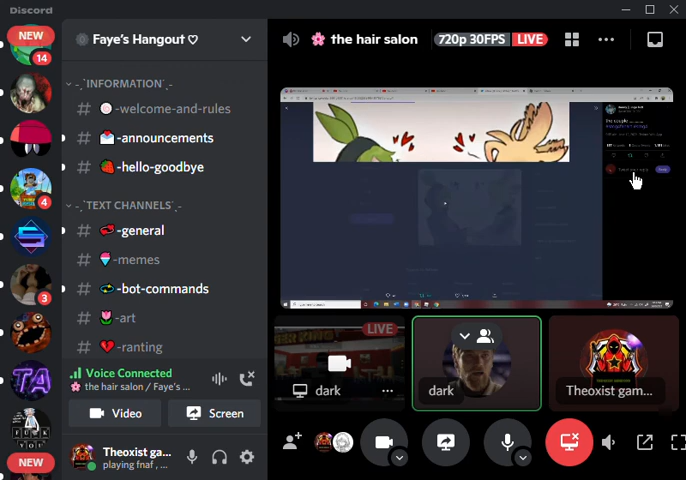 Discord
NEW
14
4
3
NEW
Faye's Hangout ♡
-,ˋINFORMATION´,-
# 🍥-welcome-and-rules
# 💌-announcements
# 🍓-hello-goodbye
-,ˋTEXT CHANNELS´,-
# -general
# 🍧-memes
# -bot-commands
# 🌷-art
# 💔-ranting
Voice Connected
🌸 the hair salon / Faye's ...
Video
Screen
Theoxist ga...
playing fnaf , ...
🌸 the hair salon
720p 30FPS LIVE
LIVE
dark
dark
Theoxist gam...